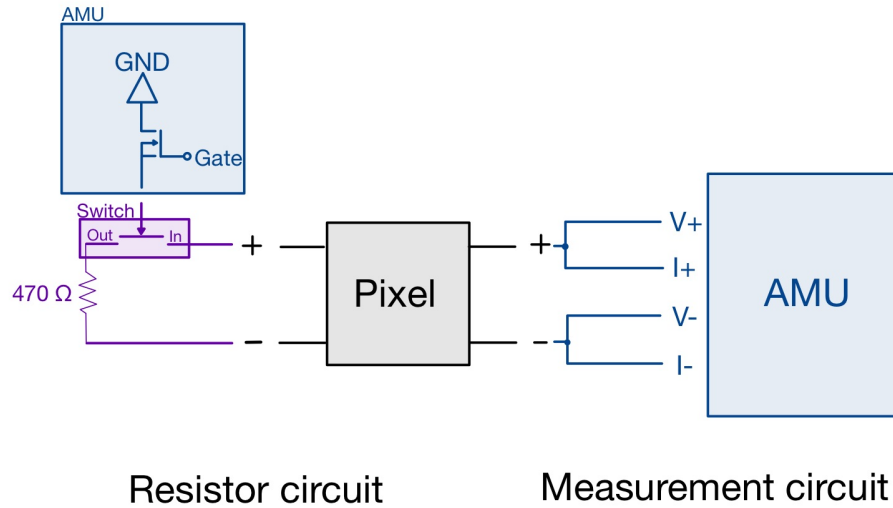 AMU
GND
Gate
Switch
Out
In
470 Ω
+
−
Pixel
+
-
V+
I+
V-
I-
AMU
Resistor circuit
Measurement circuit